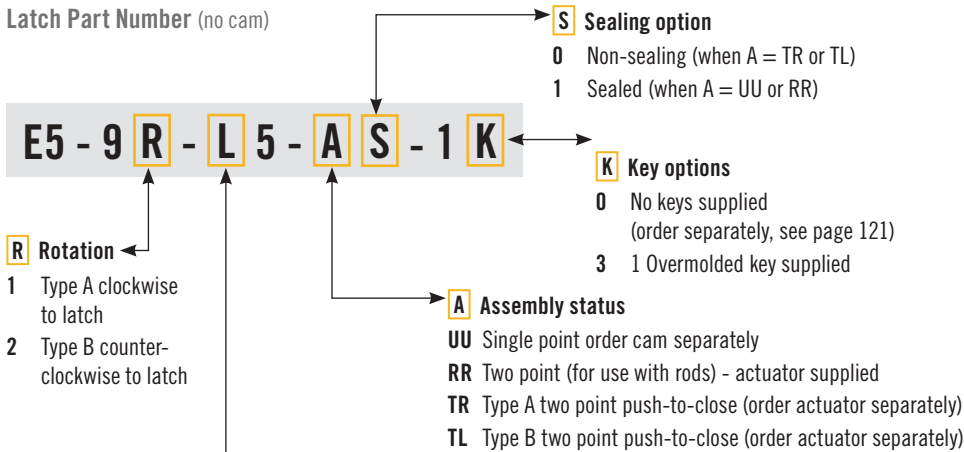 Latch Part Number (no cam)
E5 - 9 R - L 5 - A S - 1 K
S Sealing option
0 Non-sealing (when A = TR or TL)
1 Sealed (when A = UU or RR)
K Key options
0 No keys supplied
(order separately, see page 121)
3 1 Overmolded key supplied
R Rotation
1 Type A clockwise
to latch
2 Type B counter-
clockwise to latch
A Assembly status
UU Single point order cam separately
RR Two point (for use with rods) - actuator supplied
TR Type A two point push-to-close (order actuator separately)
TL Type B two point push-to-close (order actuator separately)